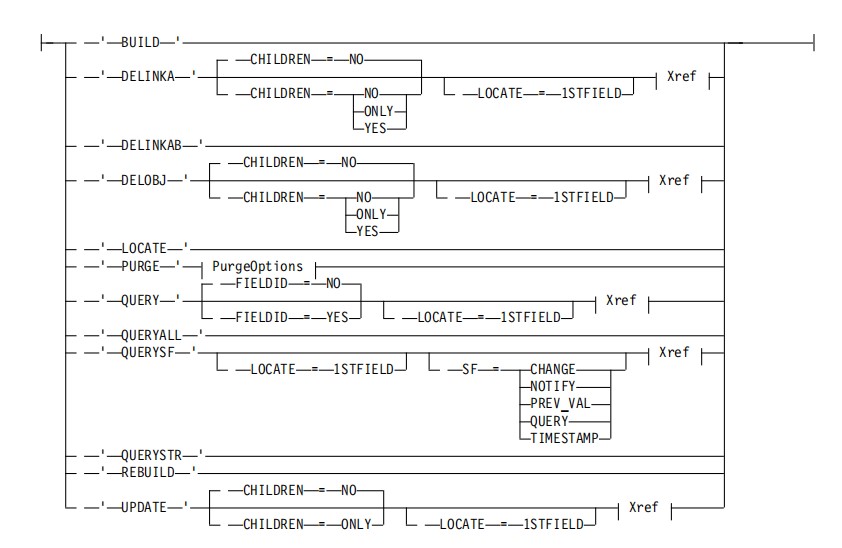 'BUILD'
CHILDREN = NO
'DELINKA' Xref
CHILDREN = NO LOCATE = 1STFIELD
ONLY
YES
'DELINKAB'
CHILDREN = NO
'DELOBJ' Xref
CHILDREN = NO LOCATE = 1STFIELD
ONLY
YES
'LOCATE'
'PURGE' PurgeOptions
FIELDID = NO
'QUERY' Xref
FIELDID = YES LOCATE = 1STFIELD
'QUERYALL'
'QUERYSF' Xref
LOCATE = 1STFIELD SF = CHANGE
NOTIFY
PREV_VAL
QUERY
TIMESTAMP
'QUERYSTR'
'REBUILD'
CHILDREN = NO
'UPDATE' Xref
CHILDREN = ONLY LOCATE = 1STFIELD